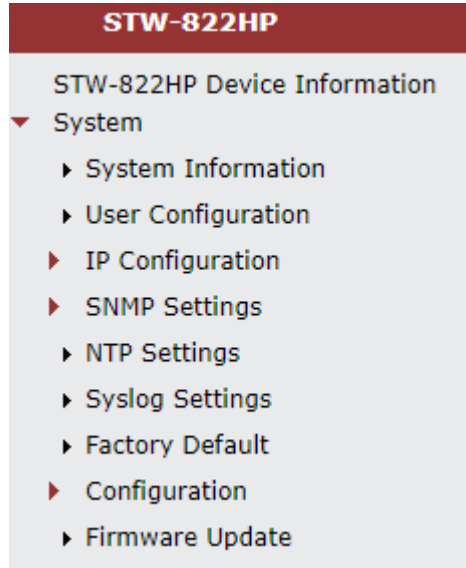 STW-822HP
STW-822HP Device Information
System
System Information
User Configuration
IP Configuration
SNMP Settings
NTP Settings
Syslog Settings
Factory Default
Configuration
Firmware Update